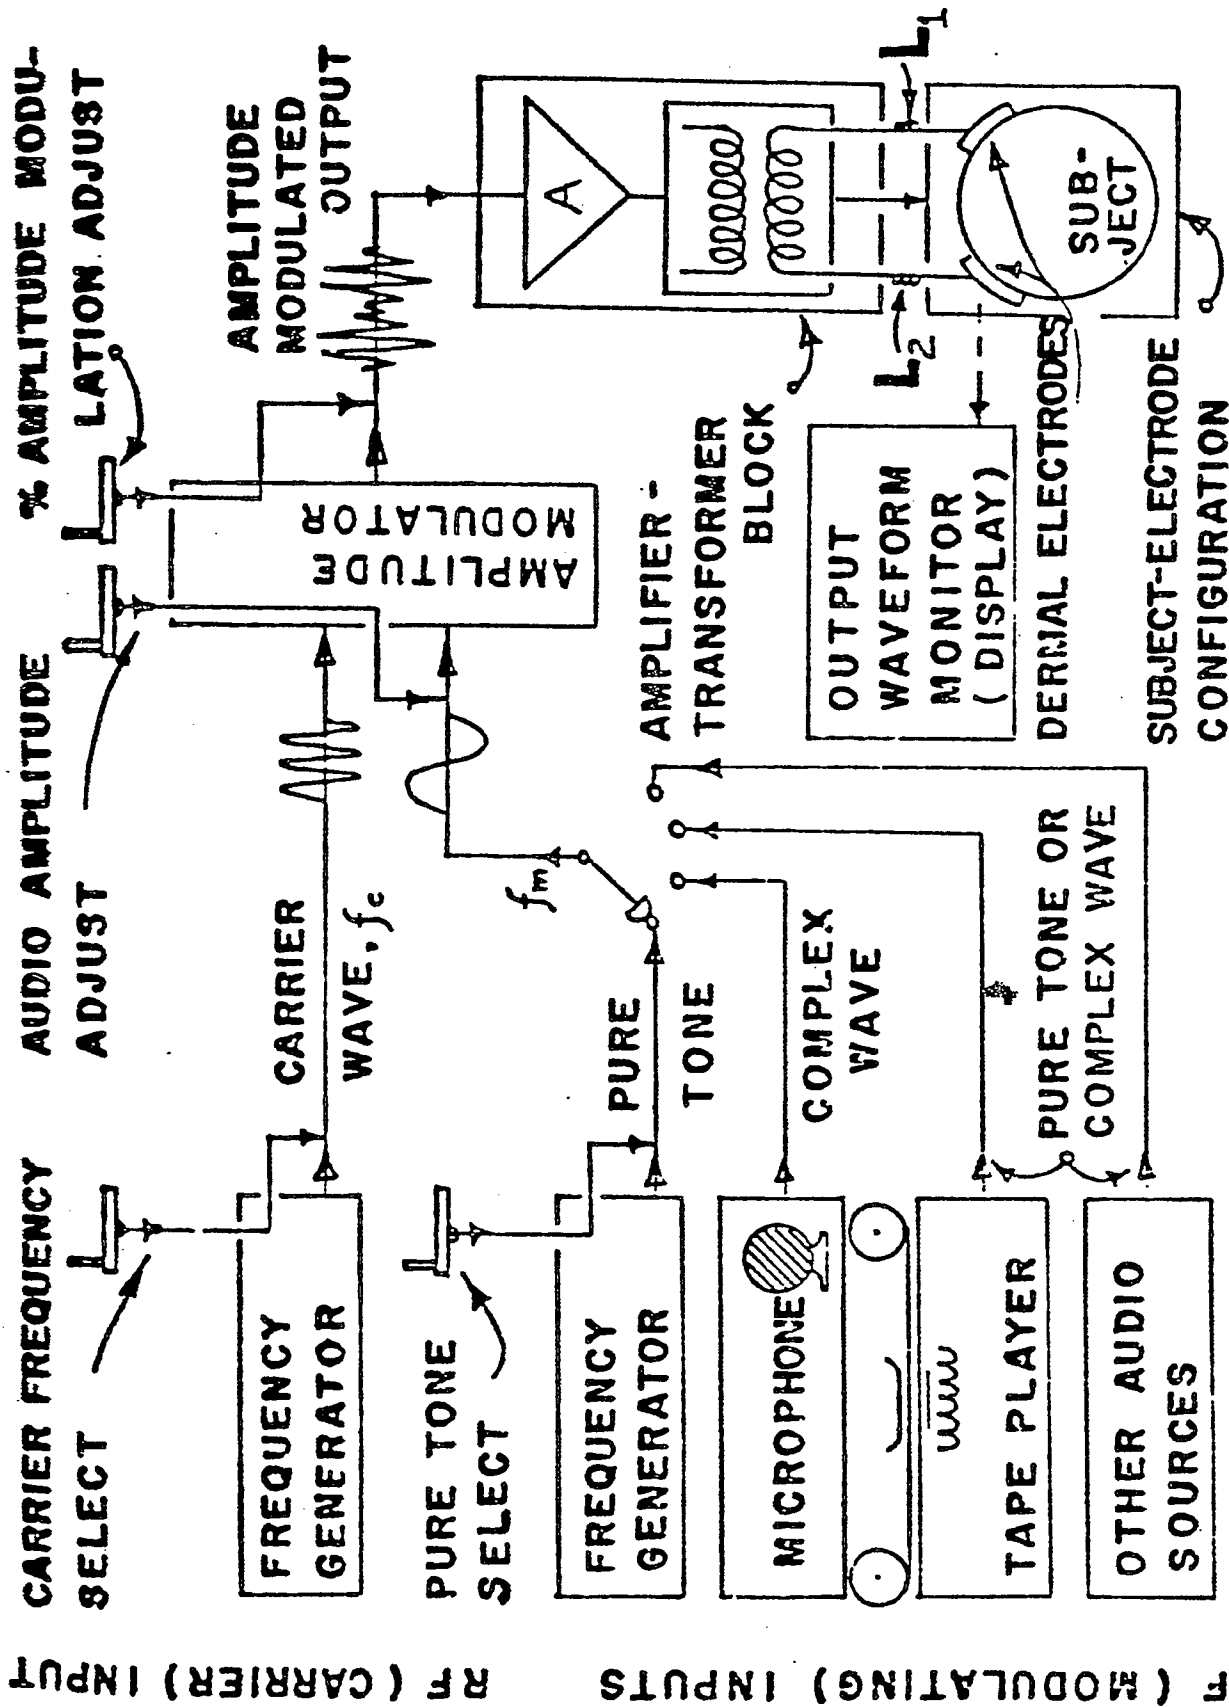 RF (CARRIER) INPUT
CARRIER FREQUENCY
SELECT
FREQUENCY
GENERATOR
CARRIER
WAVE, fc
AUDIO AMPLITUDE
ADJUST
% AMPLITUDE MODU-
LATION ADJUST
AMPLITUDE
MODULATOR
AMPLITUDE
MODULATED
OUTPUT
(MODULATING) INPUTS
PURE TONE
SELECT
FREQUENCY
GENERATOR
PURE
TONE
fm
MICROPHONE
COMPLEX
WAVE
TAPE PLAYER
OTHER AUDIO
SOURCES
PURE TONE OR
COMPLEX WAVE
AMPLIFIER-
TRANSFORMER
BLOCK
A
L1
L2
OUTPUT
WAVEFORM
MONITOR
(DISPLAY)
DERMAL ELECTRODES
SUB-
JECT
SUBJECT-ELECTRODE
CONFIGURATION